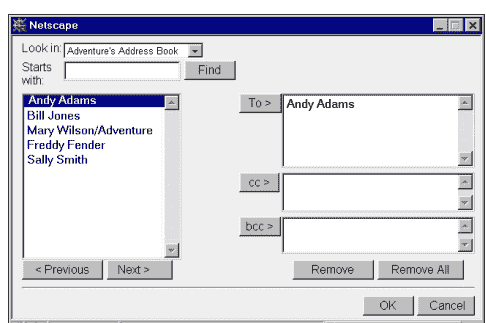 Netscape
Look in: Adventure's Address Book
Starts with:
Find
Andy Adams
Bill Jones
Mary Wilson/Adventure
Freddy Fender
Sally Smith
To >
Andy Adams
cc >
bcc >
< Previous
Next >
Remove
Remove All
OK
Cancel